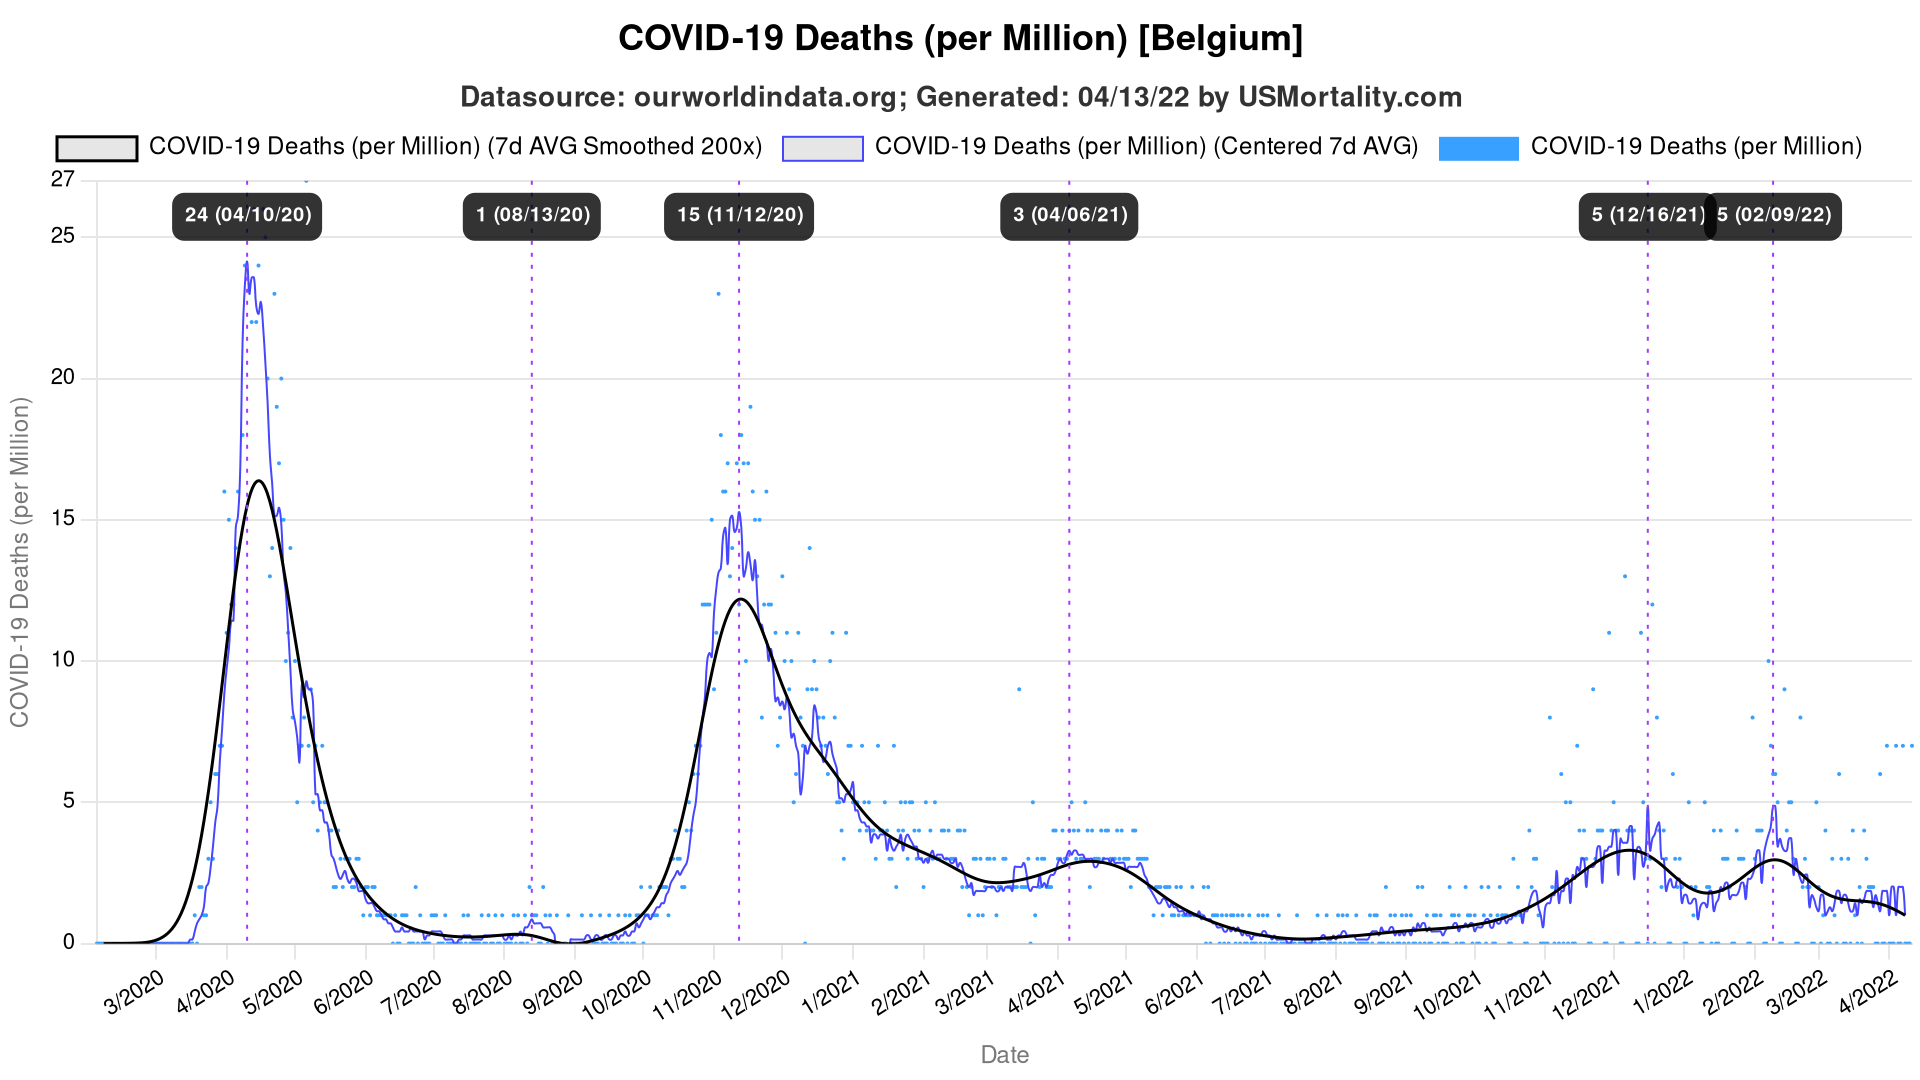 COVID-19 Deaths (per Million) [Belgium]
Datasource: ourworldindata.org; Generated: 04/13/22 by USMortality.com
COVID-19 Deaths (per Million) (7d AVG Smoothed 200x) COVID-19 Deaths (per Million) (Centered 7d AVG) COVID-19 Deaths (per Million)
27
24 (04/10/20) 1 (08/13/20) 15 (11/12/20) 3 (04/06/21) 5 (12/16/21) 5 (02/09/22)
25
20
15
10
5
0
COVID-19 Deaths (per Million)
3/2020 4/2020 5/2020 6/2020 7/2020 8/2020 9/2020 10/2020 11/2020 12/2020 1/2021 2/2021 3/2021 4/2021 5/2021 6/2021 7/2021 8/2021 9/2021 10/2021 11/2021 12/2021 1/2022 2/2022 3/2022 4/2022
Date